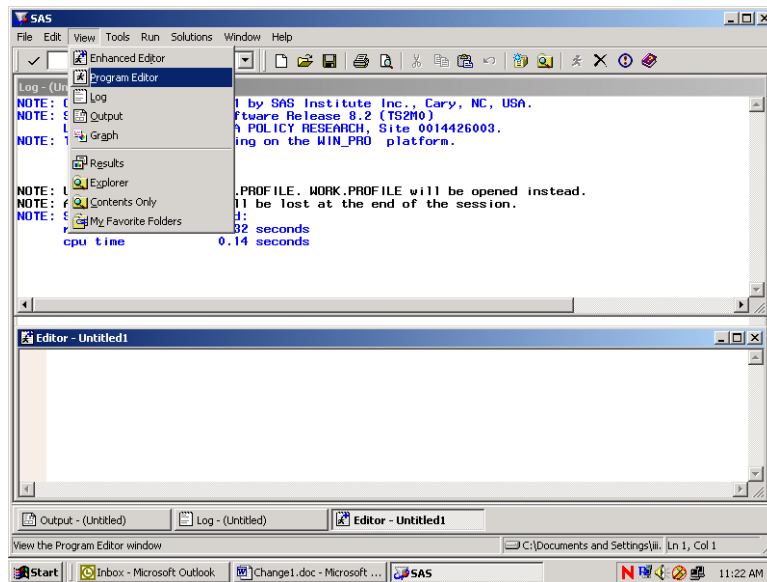 SAS
File Edit View Tools Run Solutions Window Help
Enhanced Editor
Program Editor
Log
Output
Graph
Results
Explorer
Contents Only
My Favorite Folders
Log - (Un
NOTE: C 1 by SAS Institute Inc., Cary, NC, USA.
NOTE: S ftware Release 8.2 (TS2M0)
L A POLICY RESEARCH, Site 0014426003.
NOTE: T ing on the WIN_PRO platform.
NOTE: U .PROFILE. WORK.PROFILE will be opened instead.
NOTE: A ll be lost at the end of the session.
NOTE: S d:
r 32 seconds
cpu time 0.14 seconds
Editor - Untitled1
Output - (Untitled) Log - (Untitled) Editor - Untitled1
View the Program Editor window C:\Documents and Settings\iii. Ln 1, Col 1
Start Inbox - Microsoft Outlook Change1.doc - Microsoft ... SAS 11:22 AM